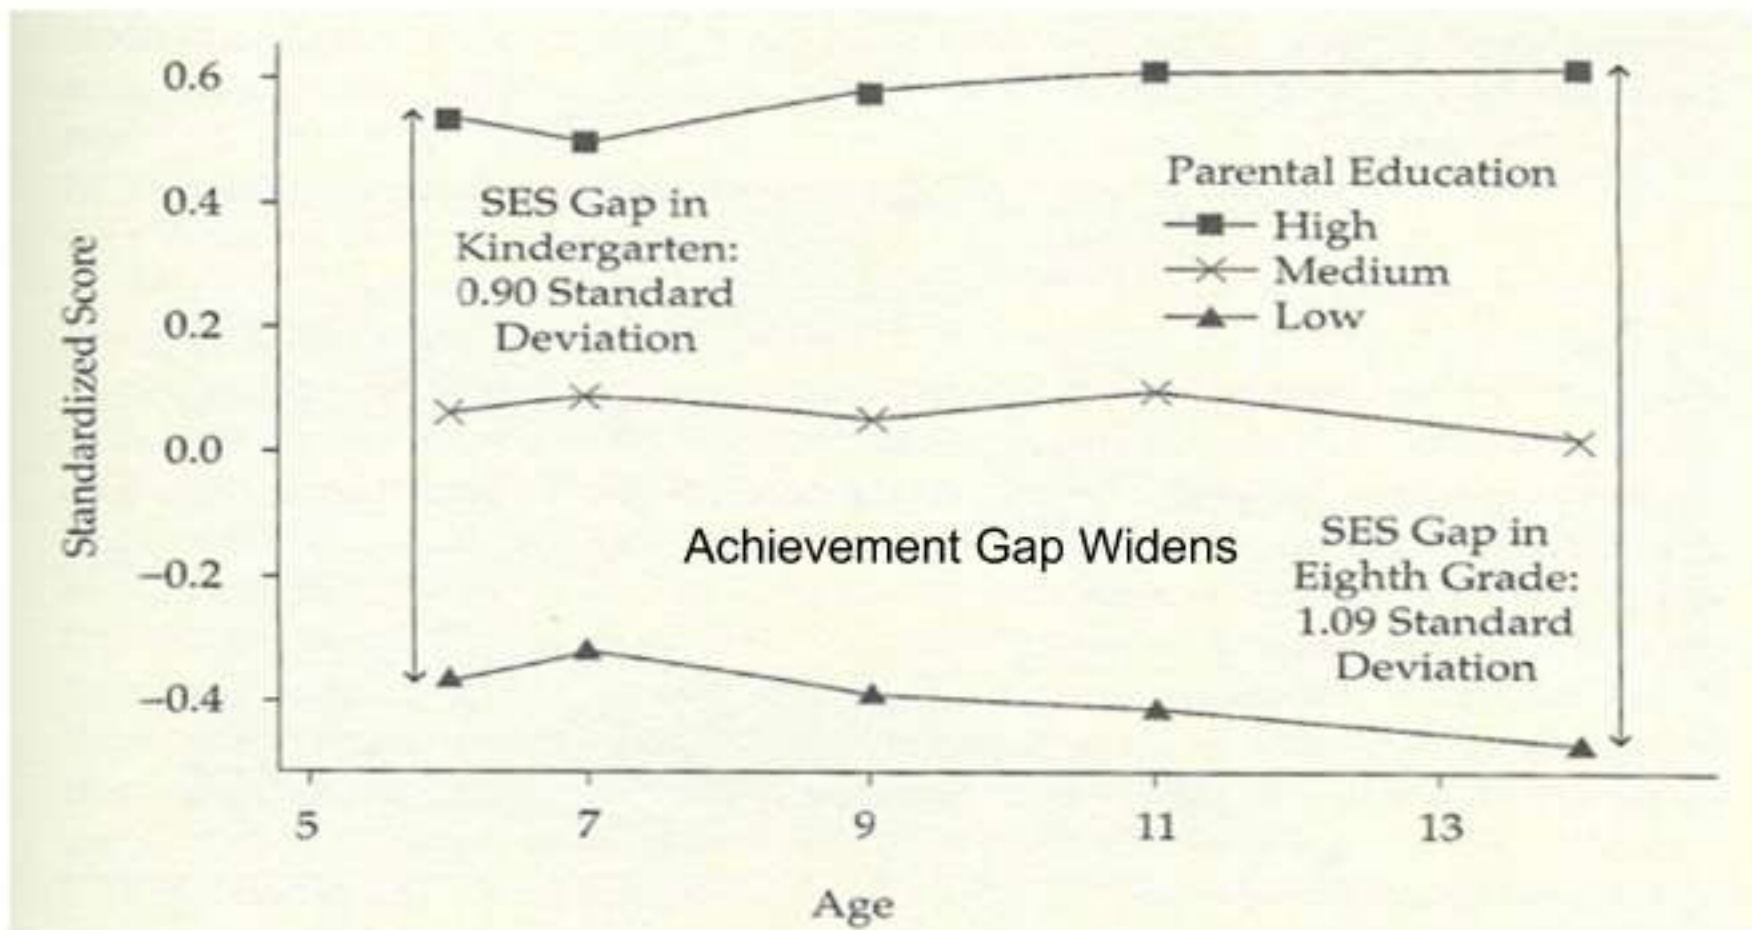 0.6
0.4
0.2
0.0
–0.2
–0.4
Standardized Score
SES Gap in
Kindergarten:
0.90 Standard
Deviation
Parental Education
High
Medium
Low
Achievement Gap Widens
SES Gap in
Eighth Grade:
1.09 Standard
Deviation
5 7 9 11 13
Age